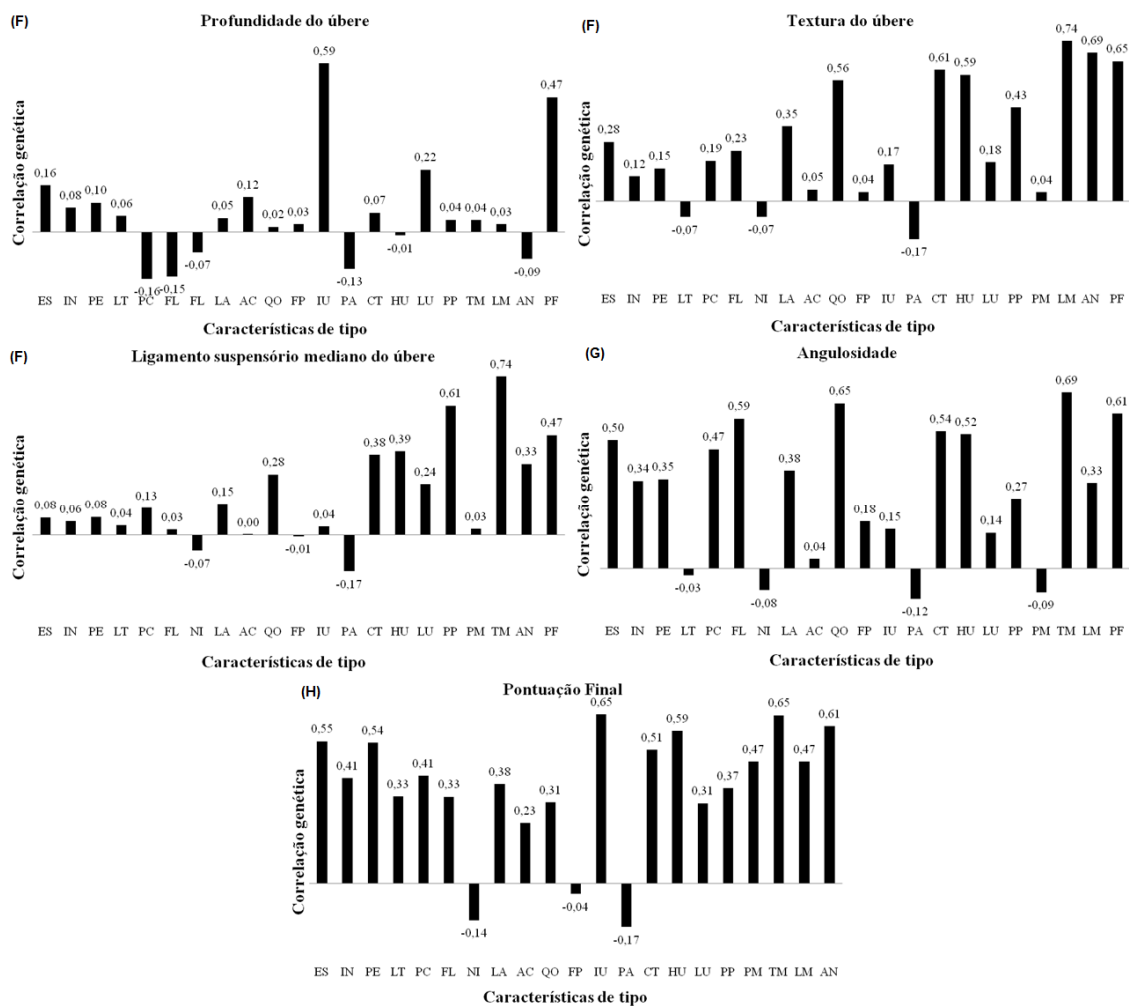 (F)
Profundidade do úbere
Correlação genética
0,16 0,08 0,10 0,06 -0,16 -0,15 -0,07 0,05 0,12 0,02 0,03 0,59 -0,13 0,07 -0,01 0,22 0,04 0,04 0,03 -0,09 0,47
ES IN PE LT PC FL FL LA AC QO FP IU PA CT HU LU PP TM LM AN PF
Características de tipo
(F)
Textura do úbere
Correlação genética
0,28 0,12 0,15 -0,07 0,19 0,23 -0,07 0,35 0,05 0,56 0,04 0,17 -0,17 0,61 0,59 0,18 0,43 0,04 0,74 0,69 0,65
ES IN PE LT PC FL NI LA AC QO FP IU PA CT HU LU PP PM LM AN PF
Características de tipo
(F)
Ligamento suspensório mediano do úbere
Correlação genética
0,08 0,06 0,08 0,04 0,13 0,03 -0,07 0,15 0,00 0,28 -0,01 0,04 -0,17 0,38 0,39 0,24 0,61 0,03 0,74 0,33 0,47
ES IN PE LT PC FL NI LA AC QO FP IU PA CT HU LU PP PM TM AN PF
Características de tipo
(G)
Angulosidade
Correlação genética
0,50 0,34 0,35 -0,03 0,47 0,59 -0,08 0,38 0,04 0,65 0,18 0,15 -0,12 0,54 0,52 0,14 0,27 -0,09 0,69 0,33 0,61
ES IN PE LT PC FL NI LA AC QO FP IU PA CT HU LU PP PM TM LM PF
Características de tipo
(H)
Pontuação Final
Correlação genética
0,55 0,41 0,54 0,33 0,41 0,33 -0,14 0,38 0,23 0,31 -0,04 0,65 -0,17 0,51 0,59 0,31 0,37 0,47 0,65 0,47 0,61
ES IN PE LT PC FL NI LA AC QO FP IU PA CT HU LU PP PM TM LM AN
Características de tipo